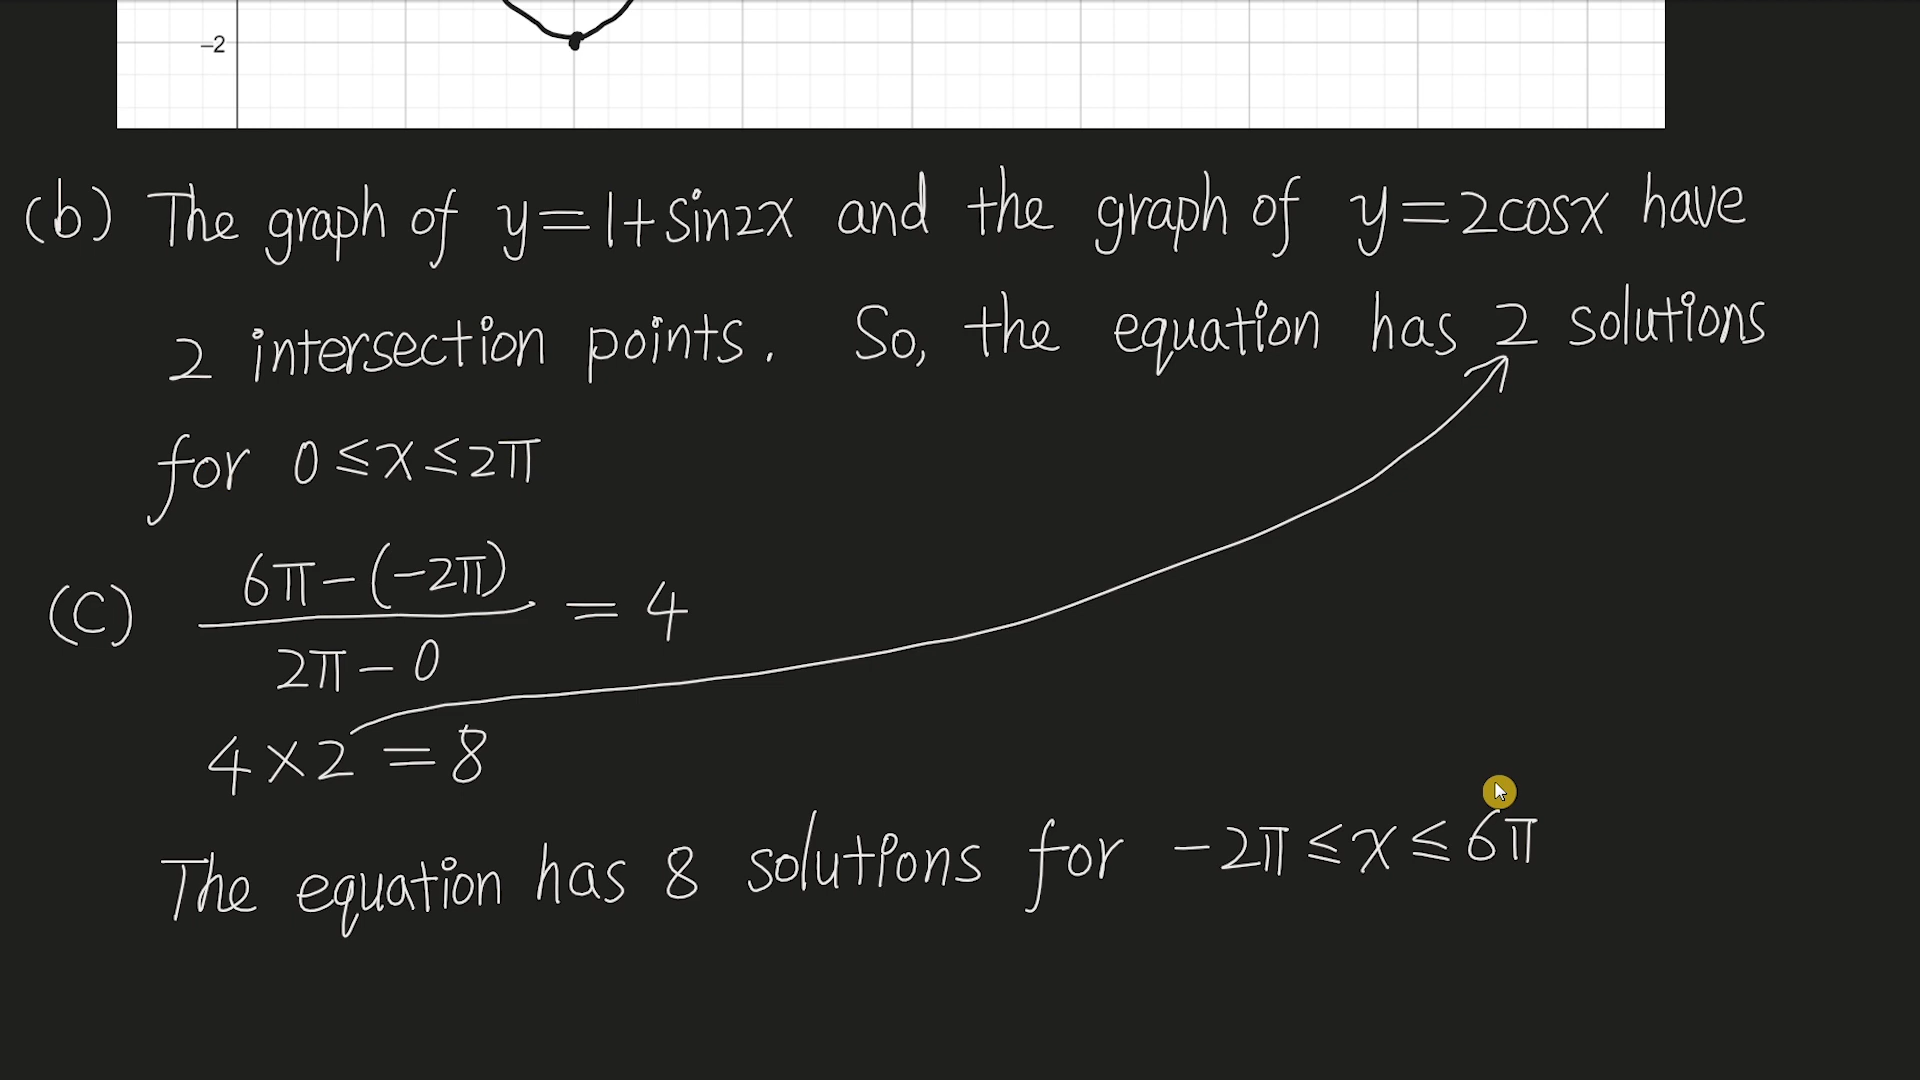 –2
(b) The graph of y=1+sin2x and the graph of y=2cosx have
2 intersection points. So, the equation has 2 solutions
for 0≤x≤2π
(C) (6π-(-2π))/(2π-0) = 4
4×2=8
The equation has 8 solutions for -2π≤x≤6π